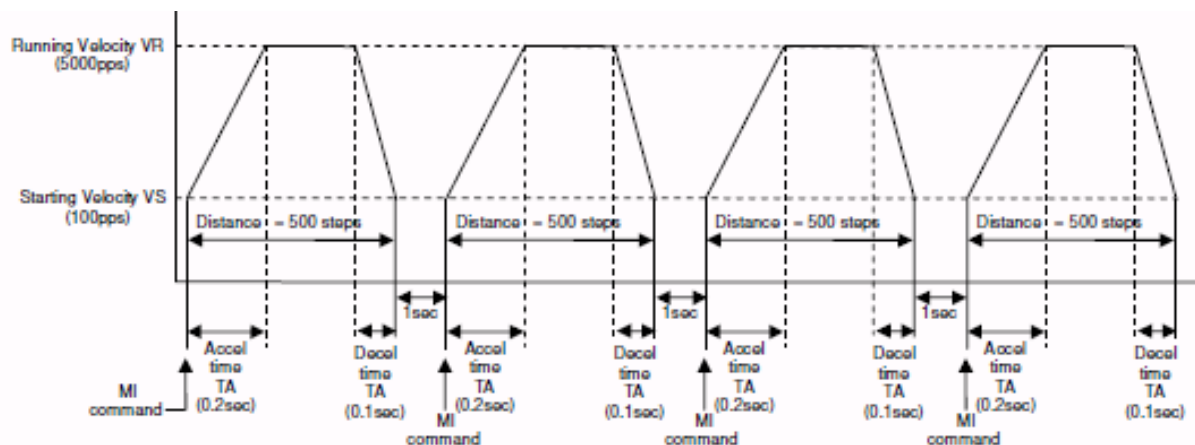 Running Velocity VR
(5000pps)
Starting Velocity VS
(100pps)
Distance = 500 steps
Distance = 500 steps
Distance = 500 steps
Distance = 500 steps
1sec
1sec
1sec
Accel
time
TA
(0.2sec)
Decel
time
TA
(0.1sec)
Accel
time
TA
(0.2sec)
Decel
time
TA
(0.1sec)
Accel
time
TA
(0.2sec)
Decel
time
TA
(0.1sec)
Accel
time
TA
(0.2sec)
Decel
time
TA
(0.1sec)
MI
command
MI
command
MI
command
MI
command